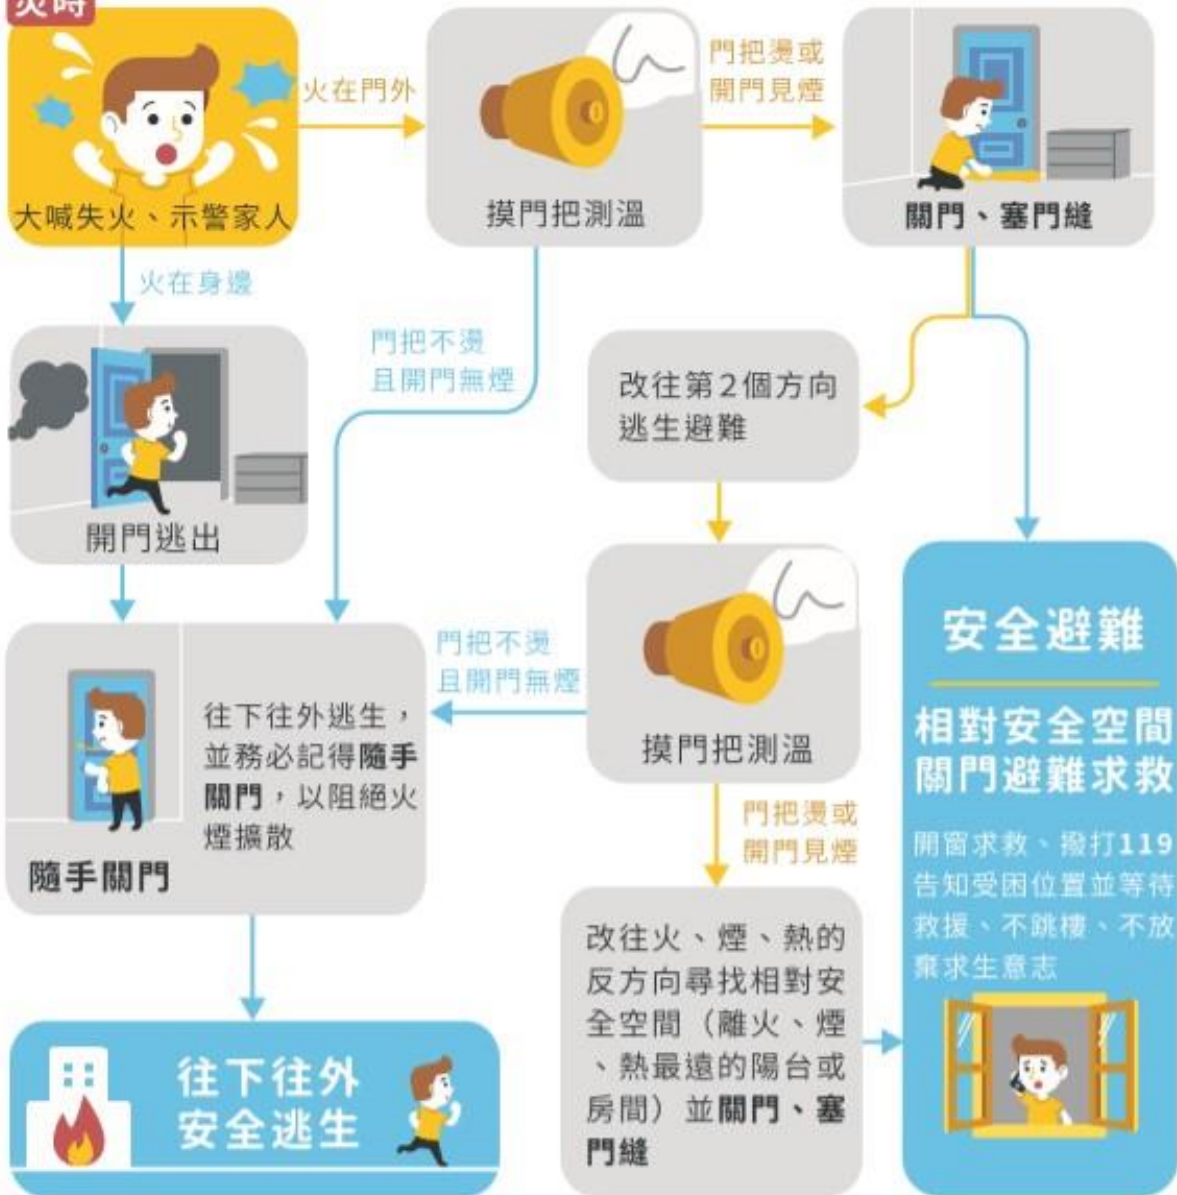 災時
大喊失火、示警家人
火在門外
摸門把測溫
門把燙或
開門見煙
關門、塞門縫
火在身邊
開門逃出
門把不燙
且開門無煙
改往第2個方向
逃生避難
摸門把測溫
門把不燙
且開門無煙
往下往外逃生，
並務必記得隨手
關門，以阻絕火
煙擴散
隨手關門
門把燙或
開門見煙
改往火、煙、熱的
反方向尋找相對安
全空間（離火、煙
、熱最遠的陽台或
房間）並關門、塞
門縫
安全避難
相對安全空間
關門避難求救
開窗求救、撥打119
告知受困位置並等待
救援、不跳樓、不放
棄求生意志
往下往外
安全逃生